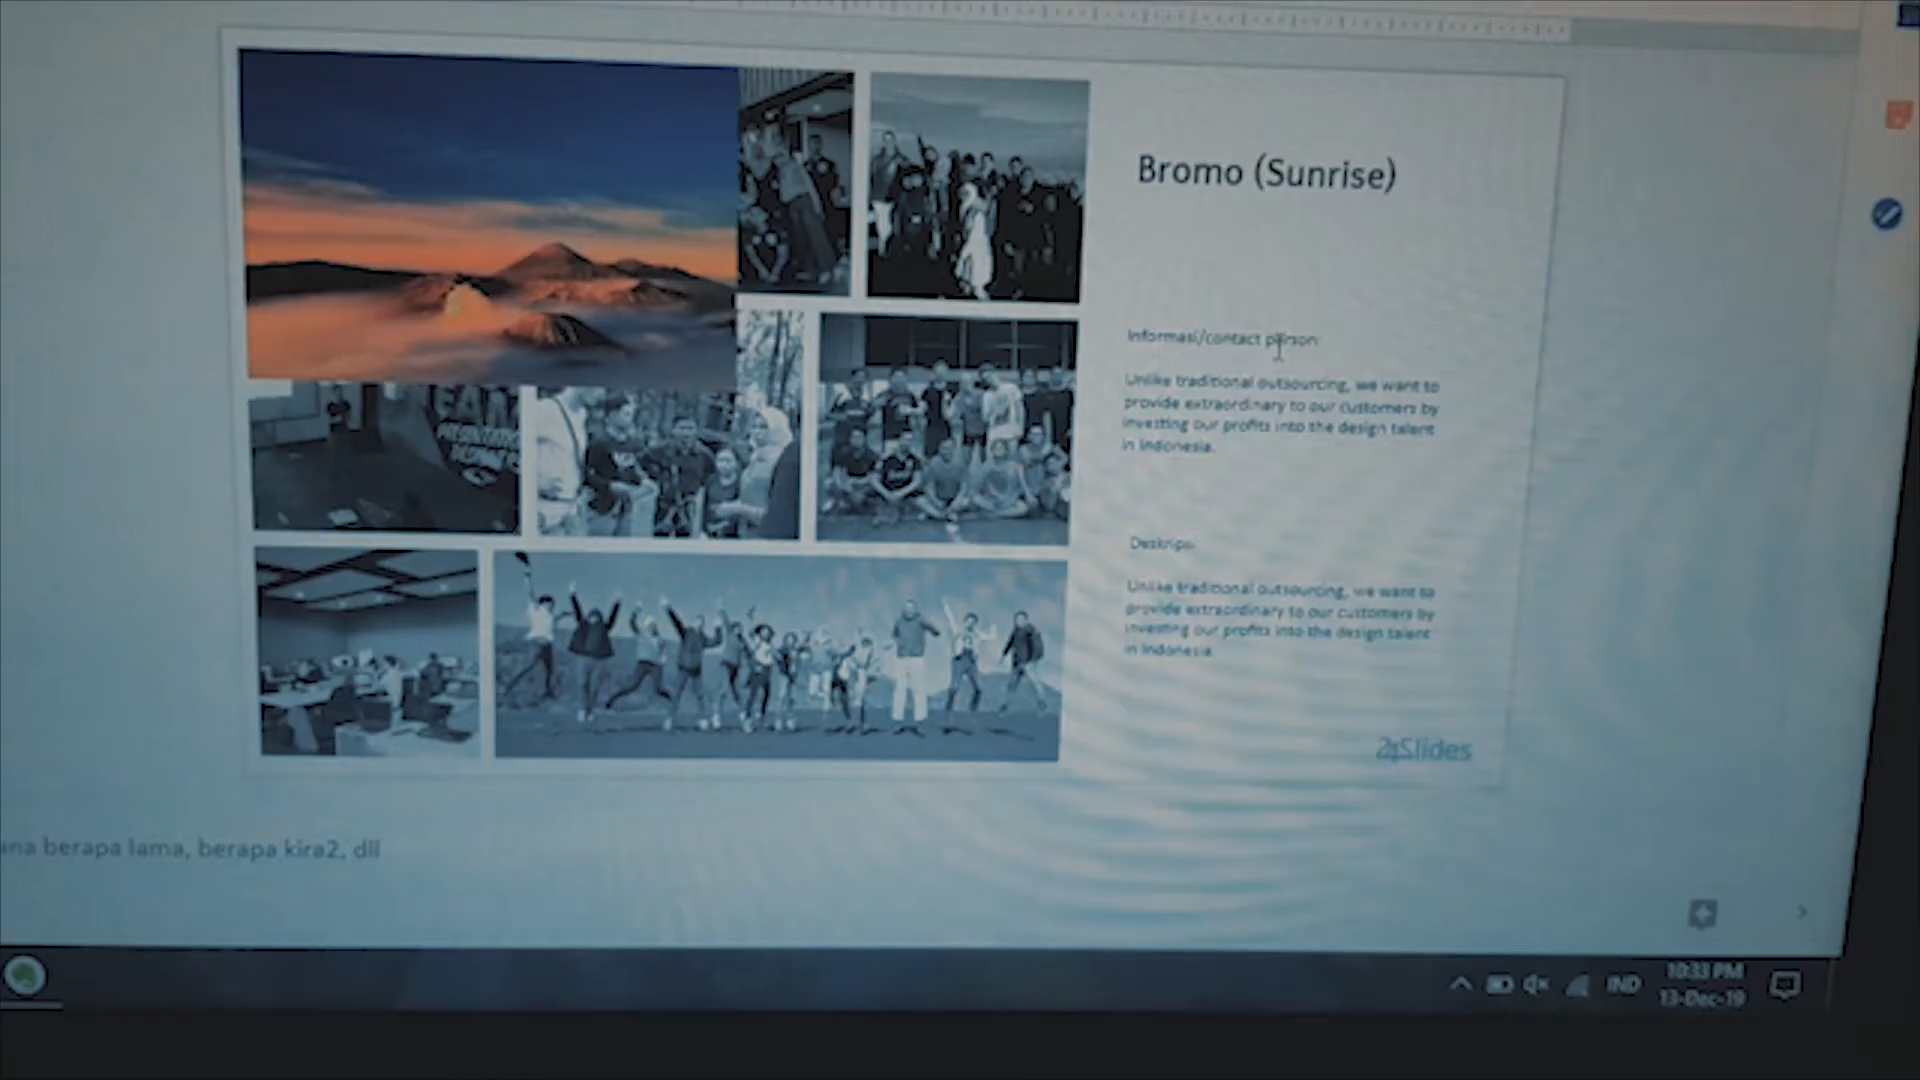 Bromo (Sunrise)
Informasi/contact person:
Unlike traditional outsourcing, we want to
provide extraordinary to our customers by
investing our profits into the design talent
in Indonesia.
Deskripsi
Unlike traditional outsourcing, we want to
provide extraordinary to our customers by
investing our profits into the design talent
in Indonesia.
24Slides
berapa lama, berapa kira2, dll
IND
10:33 PM
13-Dec-19